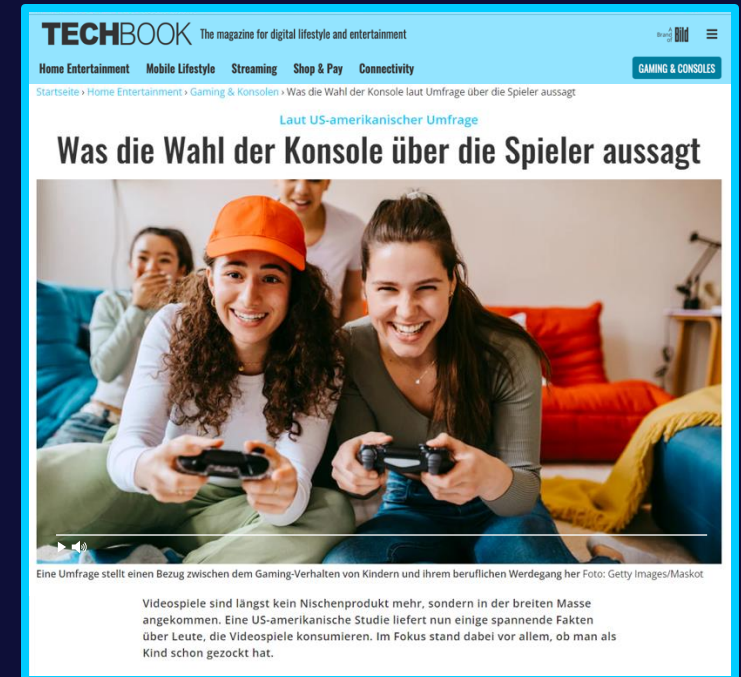 TECHBOOK The magazine for digital lifestyle and entertainment
A Brand of Bild
Home Entertainment Mobile Lifestyle Streaming Shop & Pay Connectivity GAMING & CONSOLES
Startseite › Home Entertainment › Gaming & Konsolen › Was die Wahl der Konsole laut Umfrage über die Spieler aussagt
Laut US-amerikanischer Umfrage
Was die Wahl der Konsole über die Spieler aussagt
Eine Umfrage stellt einen Bezug zwischen dem Gaming-Verhalten von Kindern und ihrem beruflichen Werdegang her Foto: Getty Images/Maskot
Videospiele sind längst kein Nischenprodukt mehr, sondern in der breiten Masse
angekommen. Eine US-amerikanische Studie liefert nun einige spannende Fakten
über Leute, die Videospiele konsumieren. Im Fokus stand dabei vor allem, ob man als
Kind schon gezockt hat.